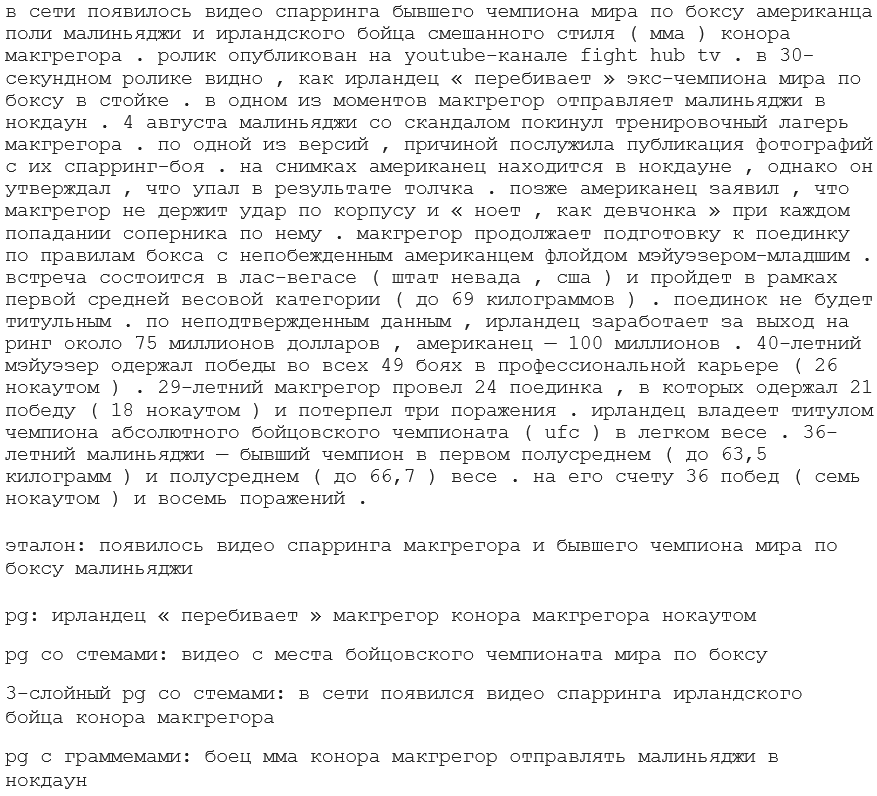 в сети появилось видео спарринга бывшего чемпиона мира по боксу американца
поли малиньяджи и ирландского бойца смешанного стиля ( мма ) конора
макгрегора . ролик опубликован на youtube-канале fight hub tv . в 30-
секундном ролике видно , как ирландец « перебивает » экс-чемпиона мира по
боксу в стойке . в одном из моментов макгрегор отправляет малиньяджи в
нокдаун . 4 августа малиньяджи со скандалом покинул тренировочный лагерь
макгрегора . по одной из версий , причиной послужила публикация фотографий
с их спарринг-боя . на снимках американец находится в нокдауне , однако он
утверждал , что упал в результате толчка . позже американец заявил , что
макгрегор не держит удар по корпусу и « ноет , как девчонка » при каждом
попадании соперника по нему . макгрегор продолжает подготовку к поединку
по правилам бокса с непобежденным американцем флойдом мэйуэзером-младшим .
встреча состоится в лас-вегасе ( штат невада , сша ) и пройдет в рамках
первой средней весовой категории ( до 69 килограммов ) . поединок не будет
титульным . по неподтвержденным данным , ирландец заработает за выход на
ринг около 75 миллионов долларов , американец — 100 миллионов . 40-летний
мэйуэзер одержал победы во всех 49 боях в профессиональной карьере ( 26
нокаутом ) . 29-летний макгрегор провел 24 поединка , в которых одержал 21
победу ( 18 нокаутом ) и потерпел три поражения . ирландец владеет титулом
чемпиона абсолютного бойцовского чемпионата ( ufc ) в легком весе . 36-
летний малиньяджи — бывший чемпион в первом полусреднем ( до 63,5
килограмм ) и полусреднем ( до 66,7 ) весе . на его счету 36 побед ( семь
нокаутом ) и восемь поражений .
эталон: появилось видео спарринга макгрегора и бывшего чемпиона мира по
боксу малиньяджи
pg: ирландец « перебивает » макгрегор конора макгрегора нокаутом
pg со стемами: видео с места бойцовского чемпионата мира по боксу
3-слойный pg со стемами: в сети появился видео спарринга ирландского
бойца конора макгрегора
pg с граммемами: боец мма конора макгрегор отправлять малиньяджи в
нокдаун